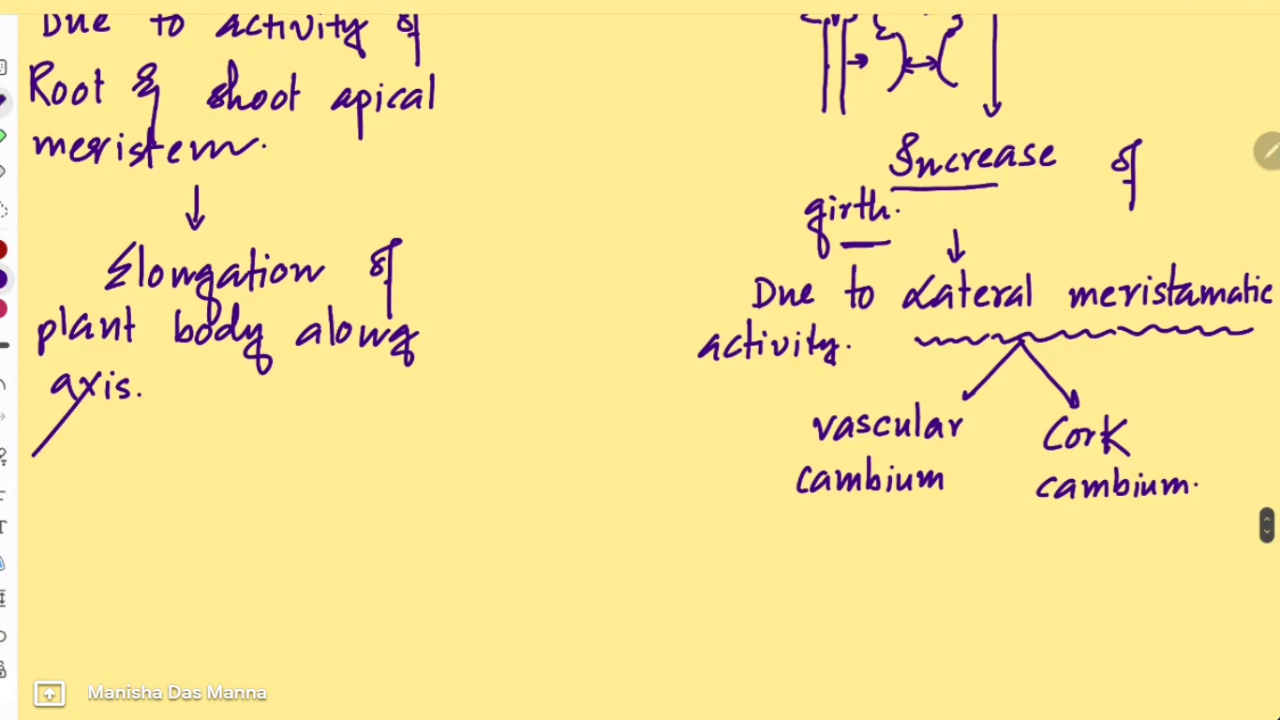 Due to activity of
Root & shoot apical
meristem.
Elongation of
plant body along
axis.
Increase of
girth.
Due to Lateral meristamatic
activity.
vascular
cambium
Cork
cambium.
Manisha Das Manna